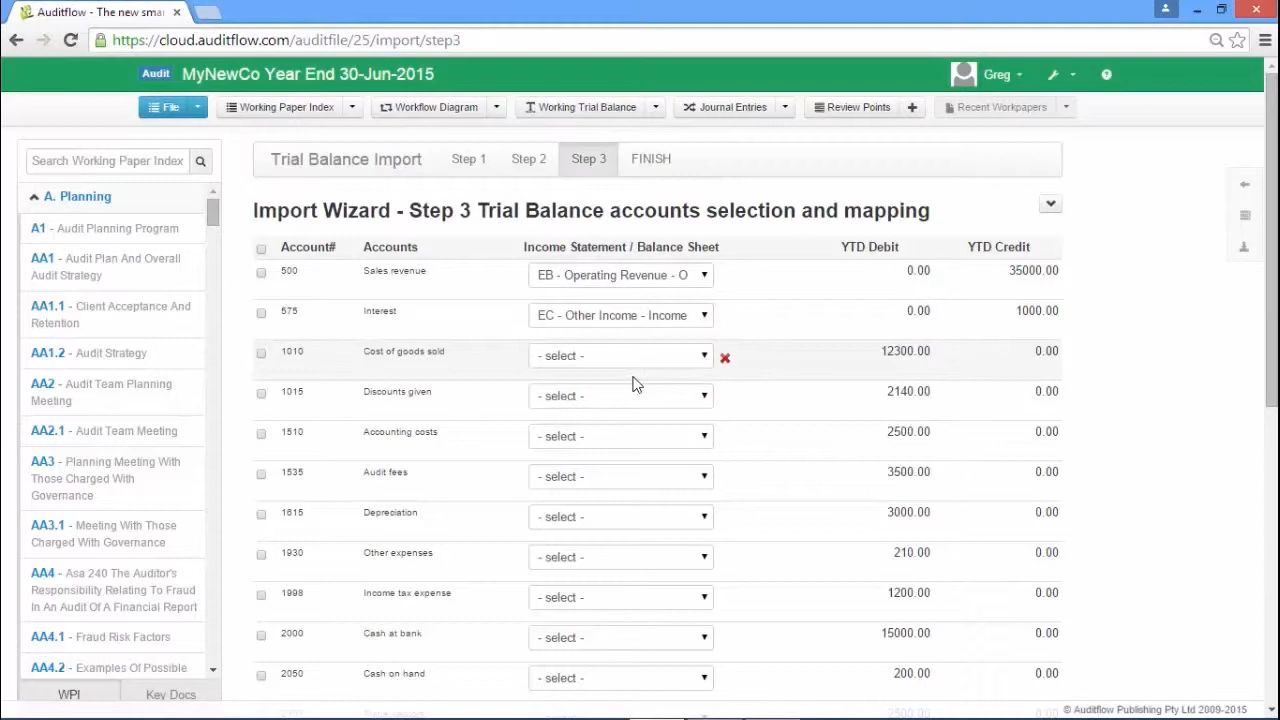 Auditflow - The new smar
https://cloud.auditflow.com/auditfile/25/import/step3
Audit MyNewCo Year End 30-Jun-2015 Greg
File Working Paper Index Workflow Diagram Working Trial Balance Journal Entries Review Points Recent Workpapers
Search Working Paper Index
A. Planning
A1 - Audit Planning Program
AA1 - Audit Plan And Overall
Audit Strategy
AA1.1 - Client Acceptance And
Retention
AA1.2 - Audit Strategy
AA2 - Audit Team Planning
Meeting
AA2.1 - Audit Team Meeting
AA3 - Planning Meeting With
Those Charged With
Governance
AA3.1 - Meeting With Those
Charged With Governance
AA4 - Asa 240 The Auditor's
Responsibility Relating To Fraud
In An Audit Of A Financial Report
AA4.1 - Fraud Risk Factors
AA4.2 - Examples Of Possible
WPI Key Docs
Trial Balance Import Step 1 Step 2 Step 3 FINISH
Import Wizard - Step 3 Trial Balance accounts selection and mapping
Account# Accounts Income Statement / Balance Sheet YTD Debit YTD Credit
500 Sales revenue EB - Operating Revenue - O 0.00 35000.00
575 Interest EC - Other Income - Income 0.00 1000.00
1010 Cost of goods sold - select - 12300.00 0.00
1015 Discounts given - select - 2140.00 0.00
1510 Accounting costs - select - 2500.00 0.00
1535 Audit fees - select - 3500.00 0.00
1615 Depreciation - select - 3000.00 0.00
1930 Other expenses - select - 210.00 0.00
1998 Income tax expense - select - 1200.00 0.00
2000 Cash at bank - select - 15000.00 0.00
2050 Cash on hand - select - 200.00 0.00
© Auditflow Publishing Pty Ltd 2009-2015